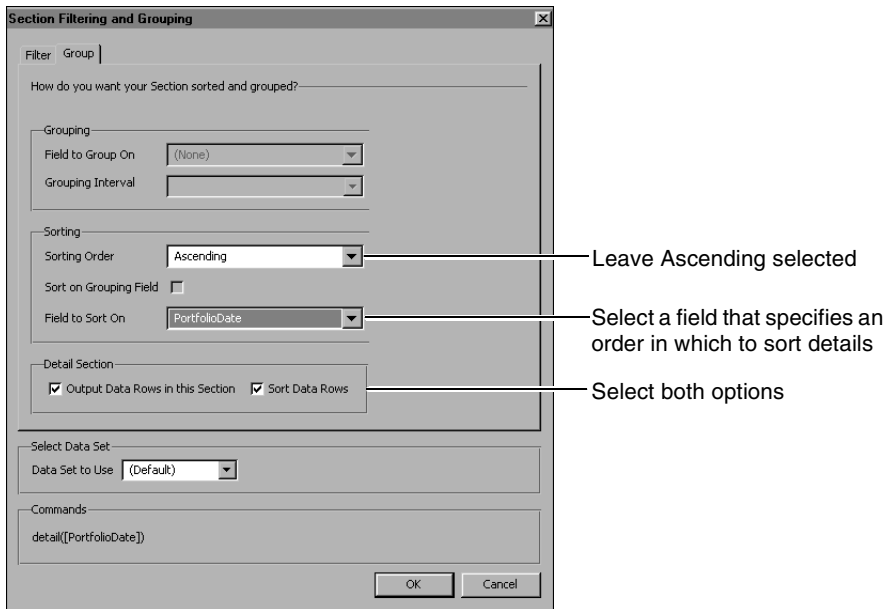 Section Filtering and Grouping
Filter Group
How do you want your Section sorted and grouped?
Grouping
Field to Group On (None)
Grouping Interval
Sorting
Sorting Order Ascending
Leave Ascending selected
Sort on Grouping Field
Field to Sort On PortfolioDate
Select a field that specifies an
order in which to sort details
Detail Section
Output Data Rows in this Section Sort Data Rows
Select both options
Select Data Set
Data Set to Use (Default)
Commands
detail([PortfolioDate])
OK Cancel